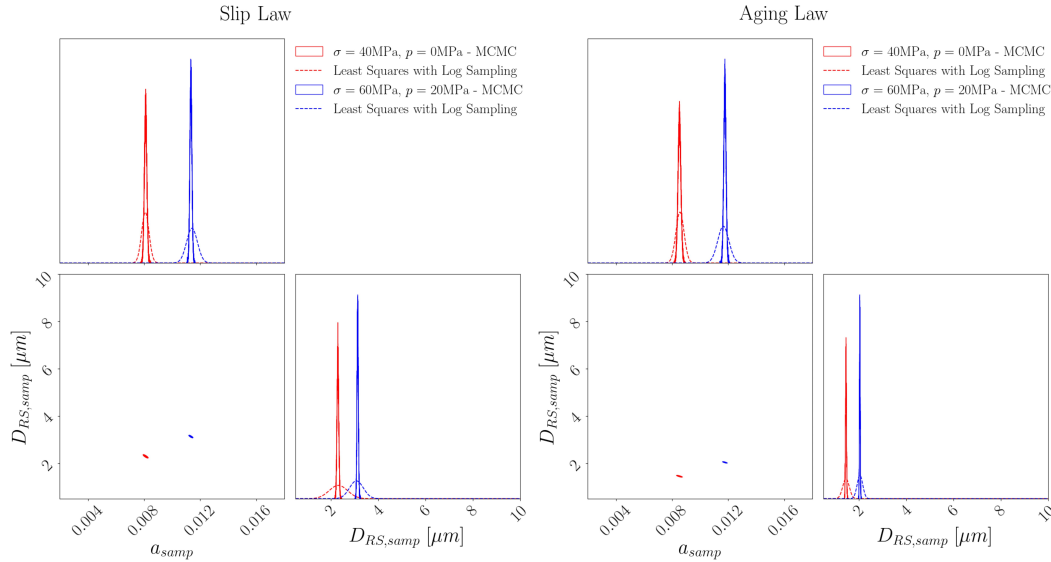 Slip Law
σ = 40MPa, p = 0MPa - MCMC
Least Squares with Log Sampling
σ = 60MPa, p = 20MPa - MCMC
Least Squares with Log Sampling
10
8
6
4
2
D_{RS,samp} [μm]
0.004 0.008 0.012 0.016
a_{samp}
2 4 6 8 10
D_{RS,samp} [μm]
Aging Law
σ = 40MPa, p = 0MPa - MCMC
Least Squares with Log Sampling
σ = 60MPa, p = 20MPa - MCMC
Least Squares with Log Sampling
10
8
6
4
2
D_{RS,samp} [μm]
0.004 0.008 0.012 0.016
a_{samp}
2 4 6 8 10
D_{RS,samp} [μm]